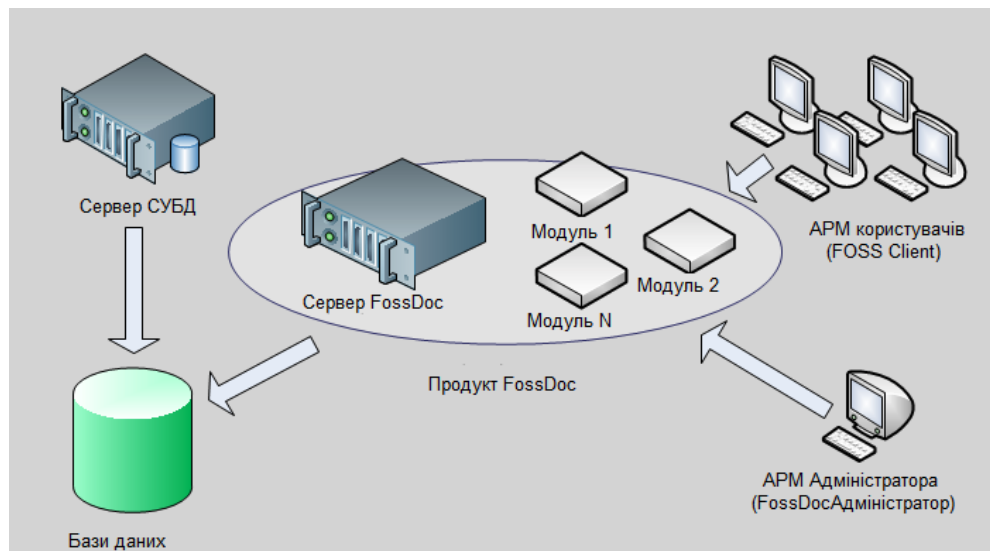 Сервер СУБД
Сервер FossDoc
Модуль 1
Модуль 2
Модуль N
Продукт FossDoc
АРМ користувачів
(FOSS Client)
АРМ Адміністратора
(FossDocАдміністратор)
Бази даних